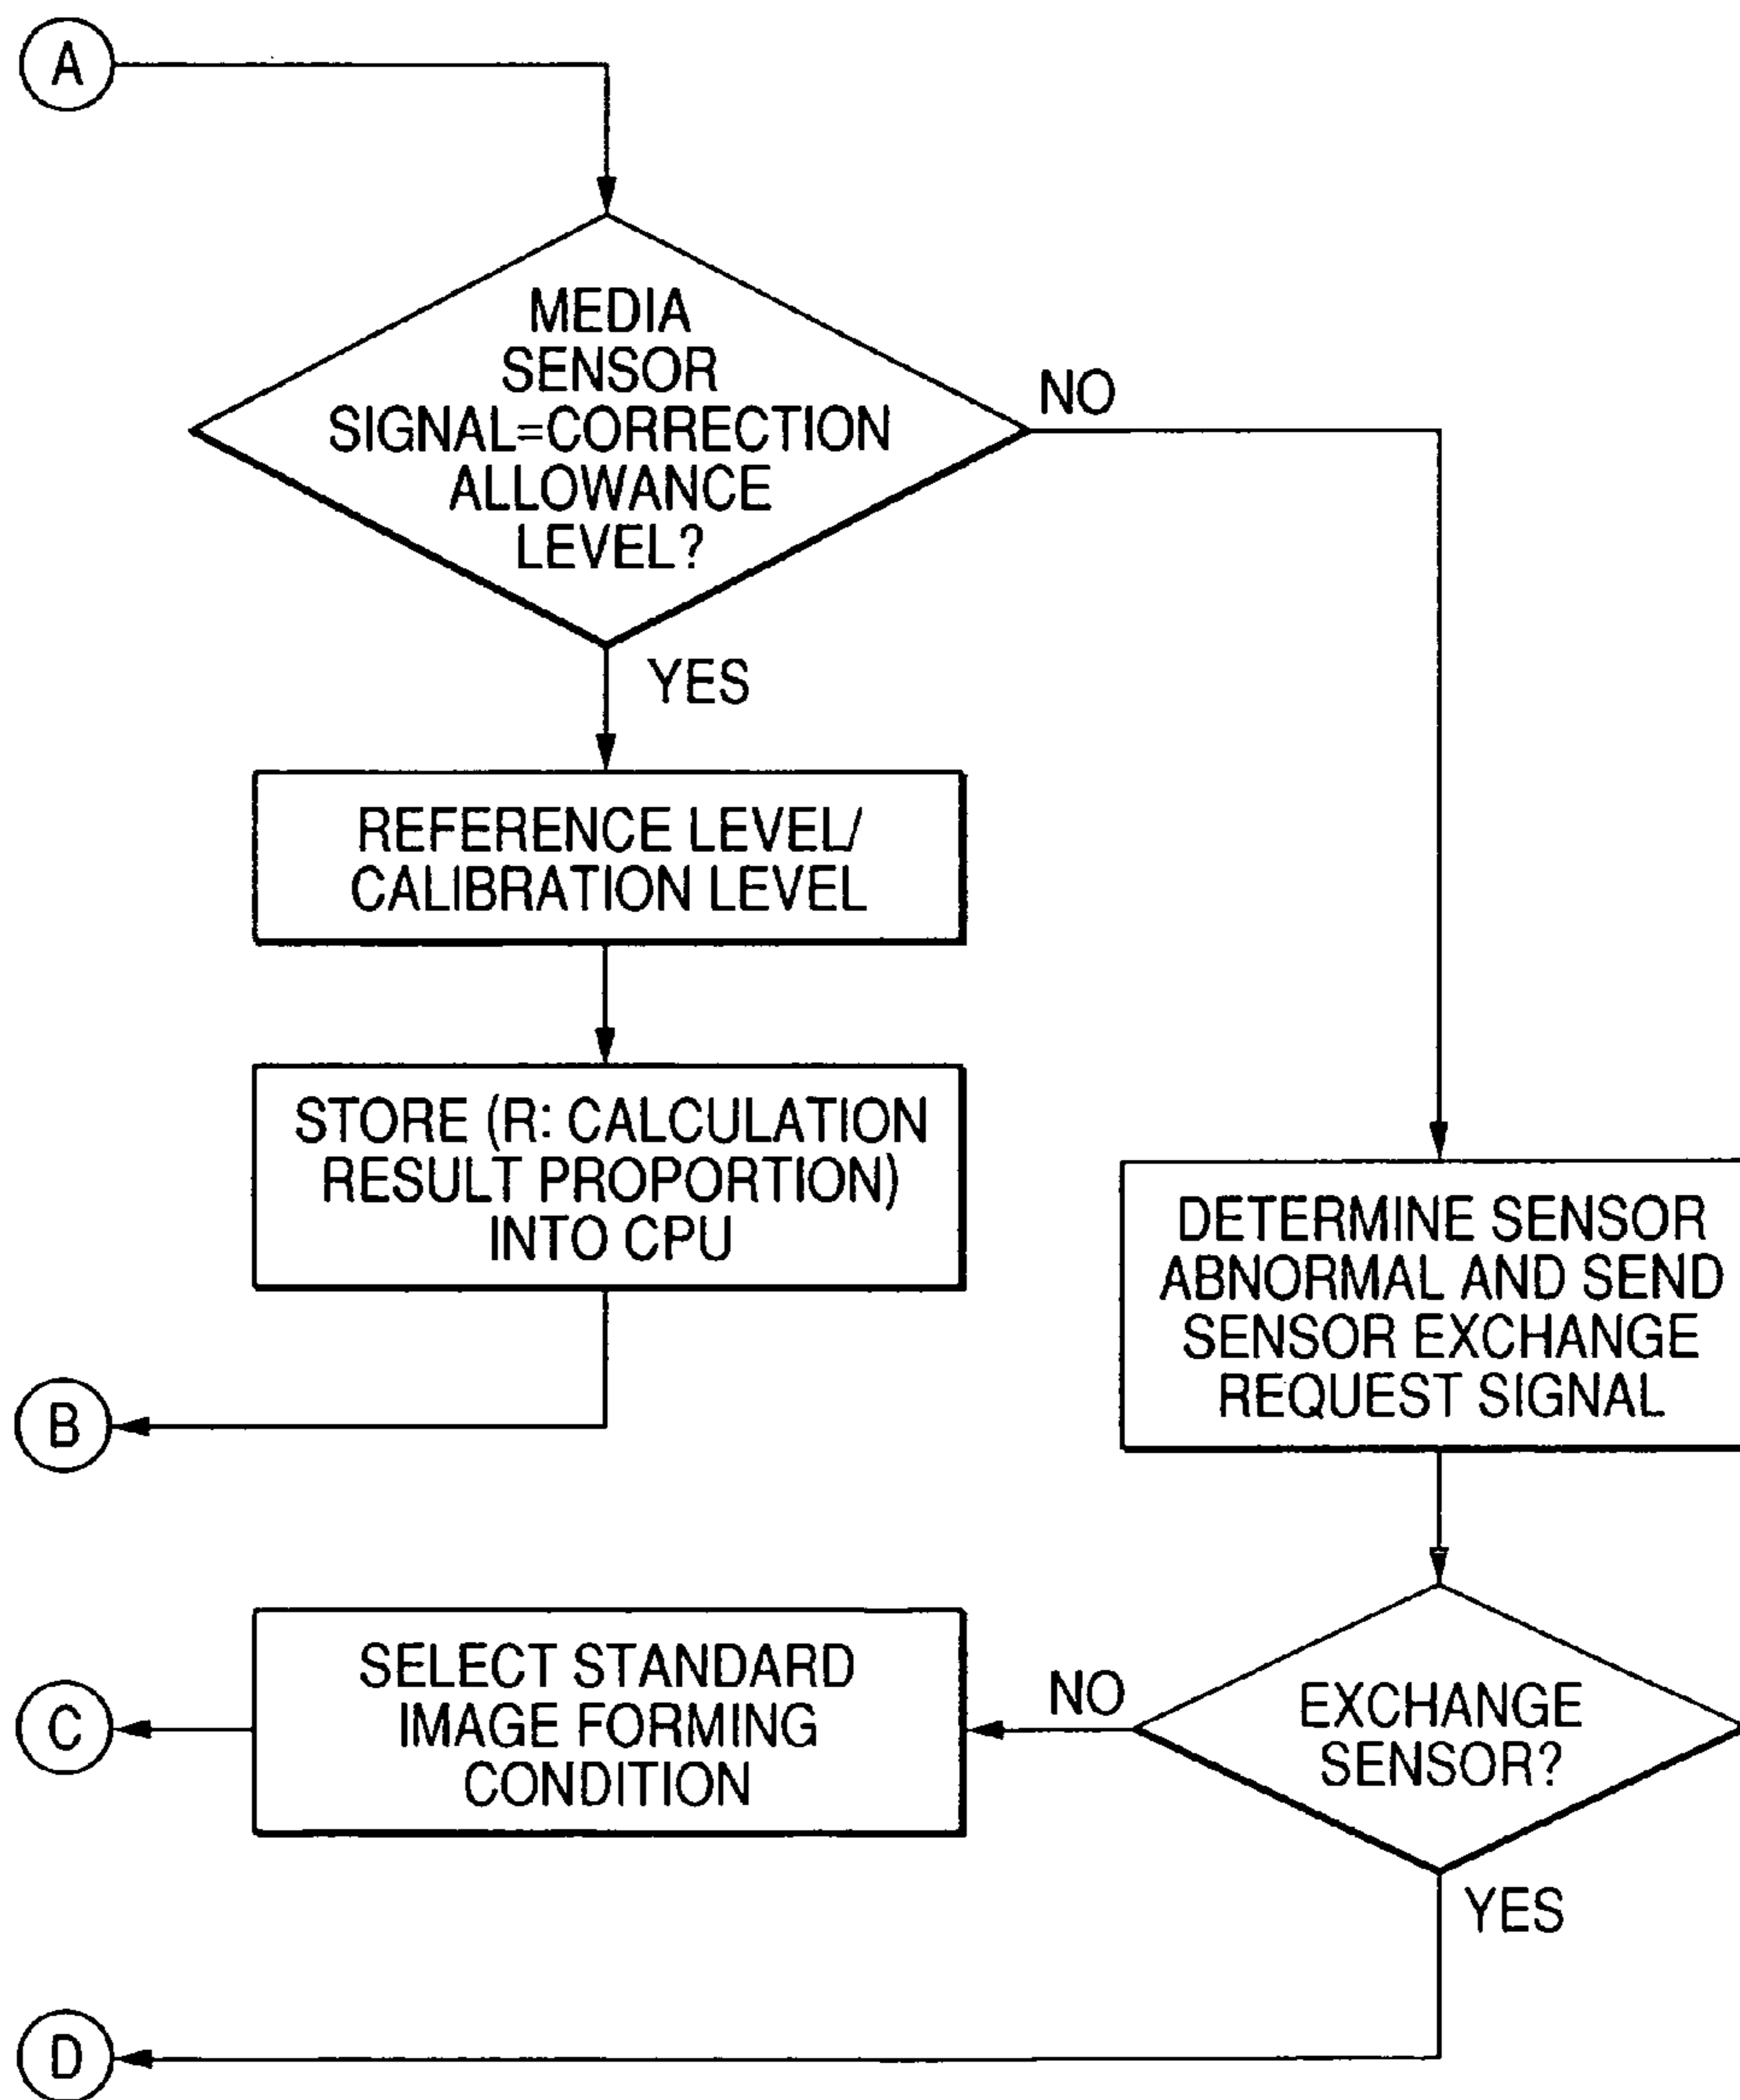 A
MEDIA
SENSOR
SIGNAL=CORRECTION
ALLOWANCE
LEVEL?
NO
YES
REFERENCE LEVEL/
CALIBRATION LEVEL
STORE (R: CALCULATION
RESULT PROPORTION)
INTO CPU
B
DETERMINE SENSOR
ABNORMAL AND SEND
SENSOR EXCHANGE
REQUEST SIGNAL
EXCHANGE
SENSOR?
NO
SELECT STANDARD
IMAGE FORMING
CONDITION
C
YES
D